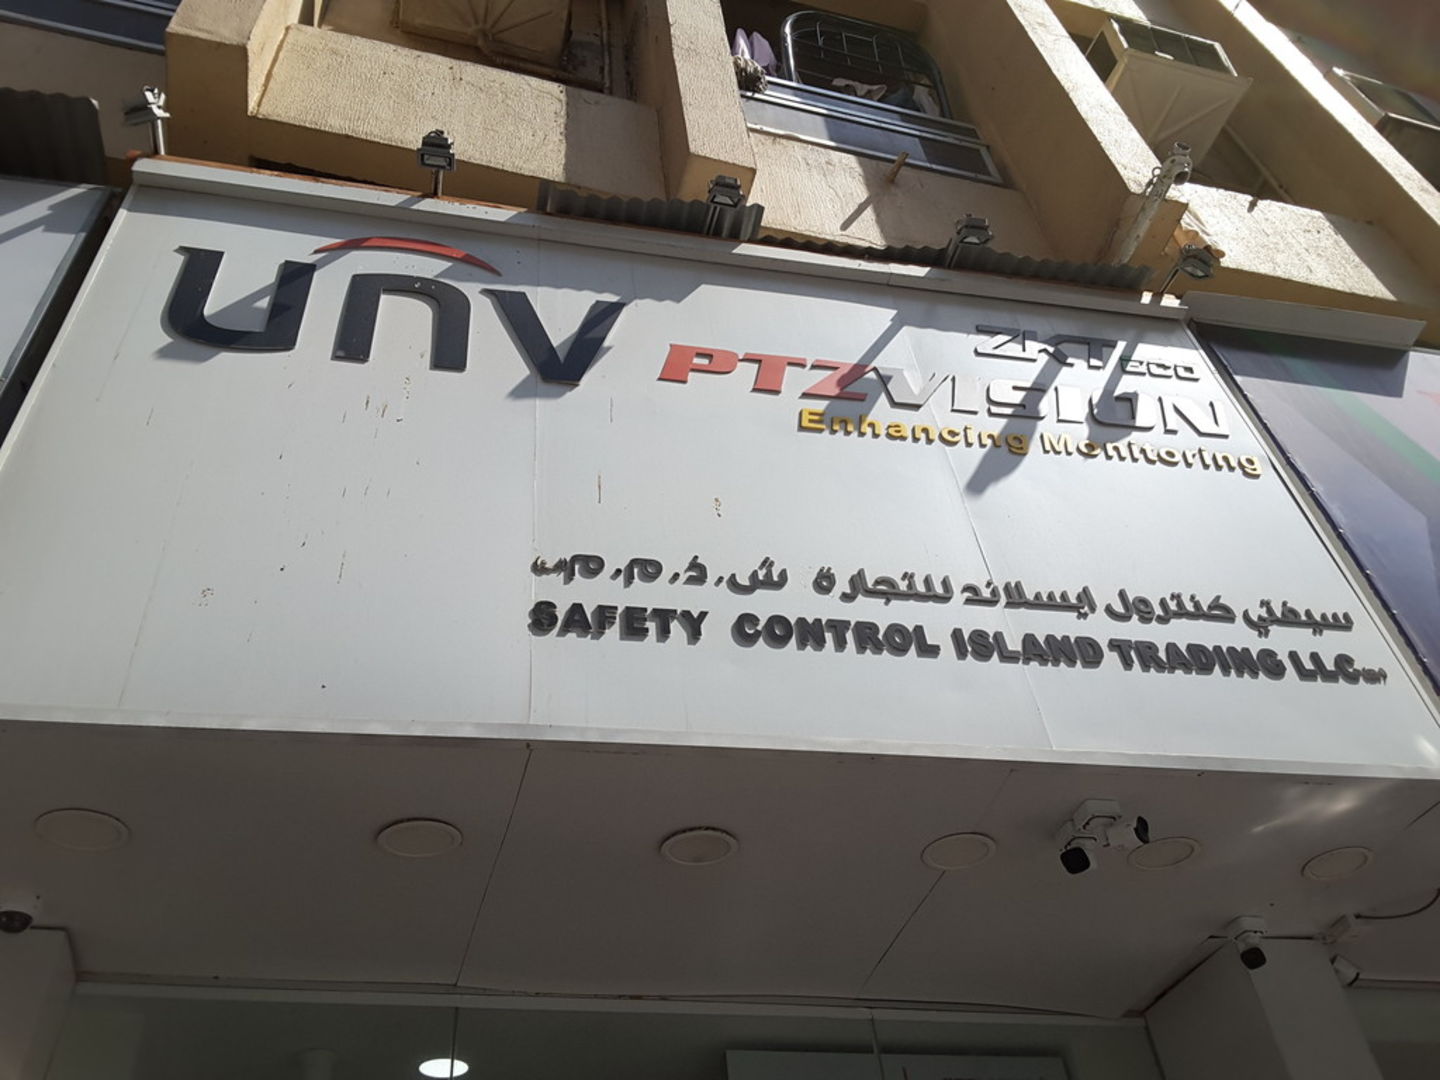 UNV
ZKTeco
PTZVISION
Enhancing Monitoring
سيفتي كنترول ايسلاند للتجارة ش.ذ.م.م
SAFETY CONTROL ISLAND TRADING LLC